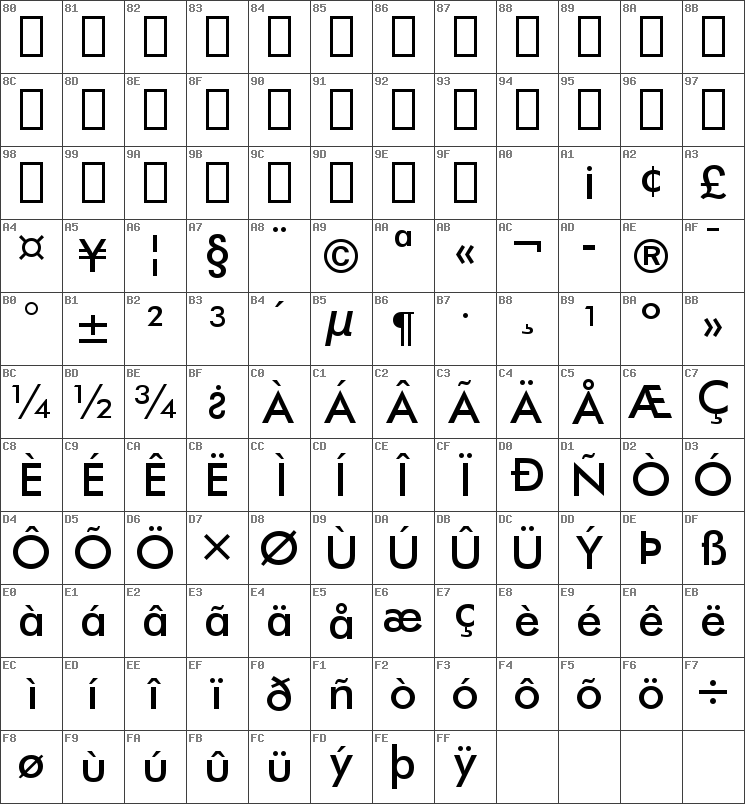 80 81 82 83 84 85 86 87 88 89 8A 8B
8C 8D 8E 8F 90 91 92 93 94 95 96 97
98 99 9A 9B 9C 9D 9E 9F A0 A1 A2 A3
¡ ¢ £
A4 A5 A6 A7 A8 A9 AA AB AC AD AE AF
¤ ¥ ¦ § ¨ © ª « ¬ - ® ¯
B0 B1 B2 B3 B4 B5 B6 B7 B8 B9 BA BB
° ± ² ³ ´ µ ¶ · ¸ ¹ º »
BC BD BE BF C0 C1 C2 C3 C4 C5 C6 C7
¼ ½ ¾ ¿ À Á Â Ã Ä Å Æ Ç
C8 C9 CA CB CC CD CE CF D0 D1 D2 D3
È É Ê Ë Ì Í Î Ï Ð Ñ Ò Ó
D4 D5 D6 D7 D8 D9 DA DB DC DD DE DF
Ô Õ Ö × Ø Ù Ú Û Ü Ý Þ ß
E0 E1 E2 E3 E4 E5 E6 E7 E8 E9 EA EB
à á â ã ä å æ ç è é ê ë
EC ED EE EF F0 F1 F2 F3 F4 F5 F6 F7
ì í î ï ð ñ ò ó ô õ ö ÷
F8 F9 FA FB FC FD FE FF
ø ù ú û ü ý þ ÿ